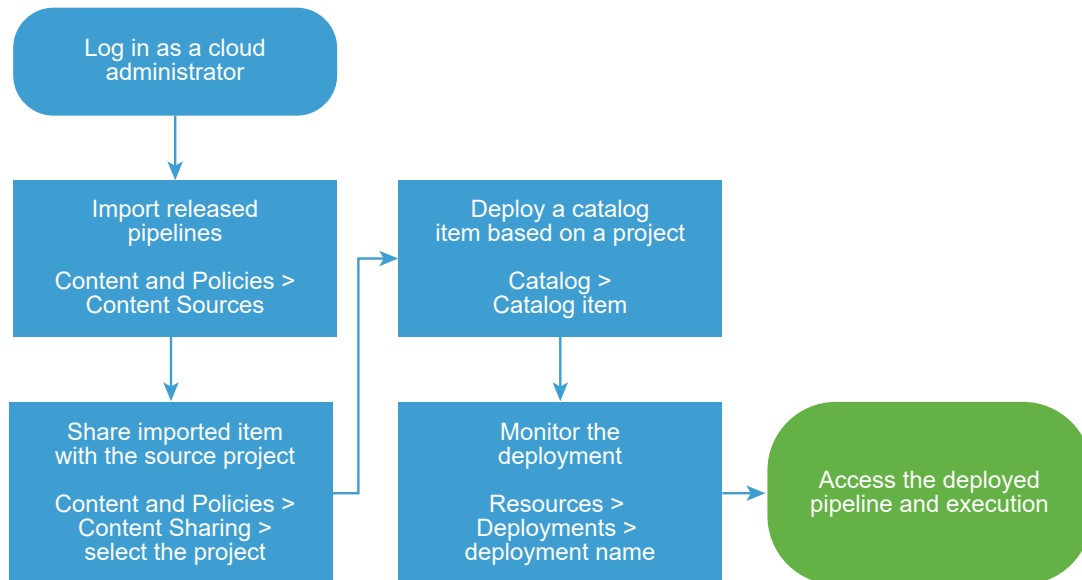 Log in as a cloud
administrator
Import released
pipelines
Content and Policies >
Content Sources
Share imported item
with the source project
Content and Policies >
Content Sharing >
select the project
Deploy a catalog
item based on a project
Catalog >
Catalog item
Monitor the
deployment
Resources >
Deployments >
deployment name
Access the deployed
pipeline and execution